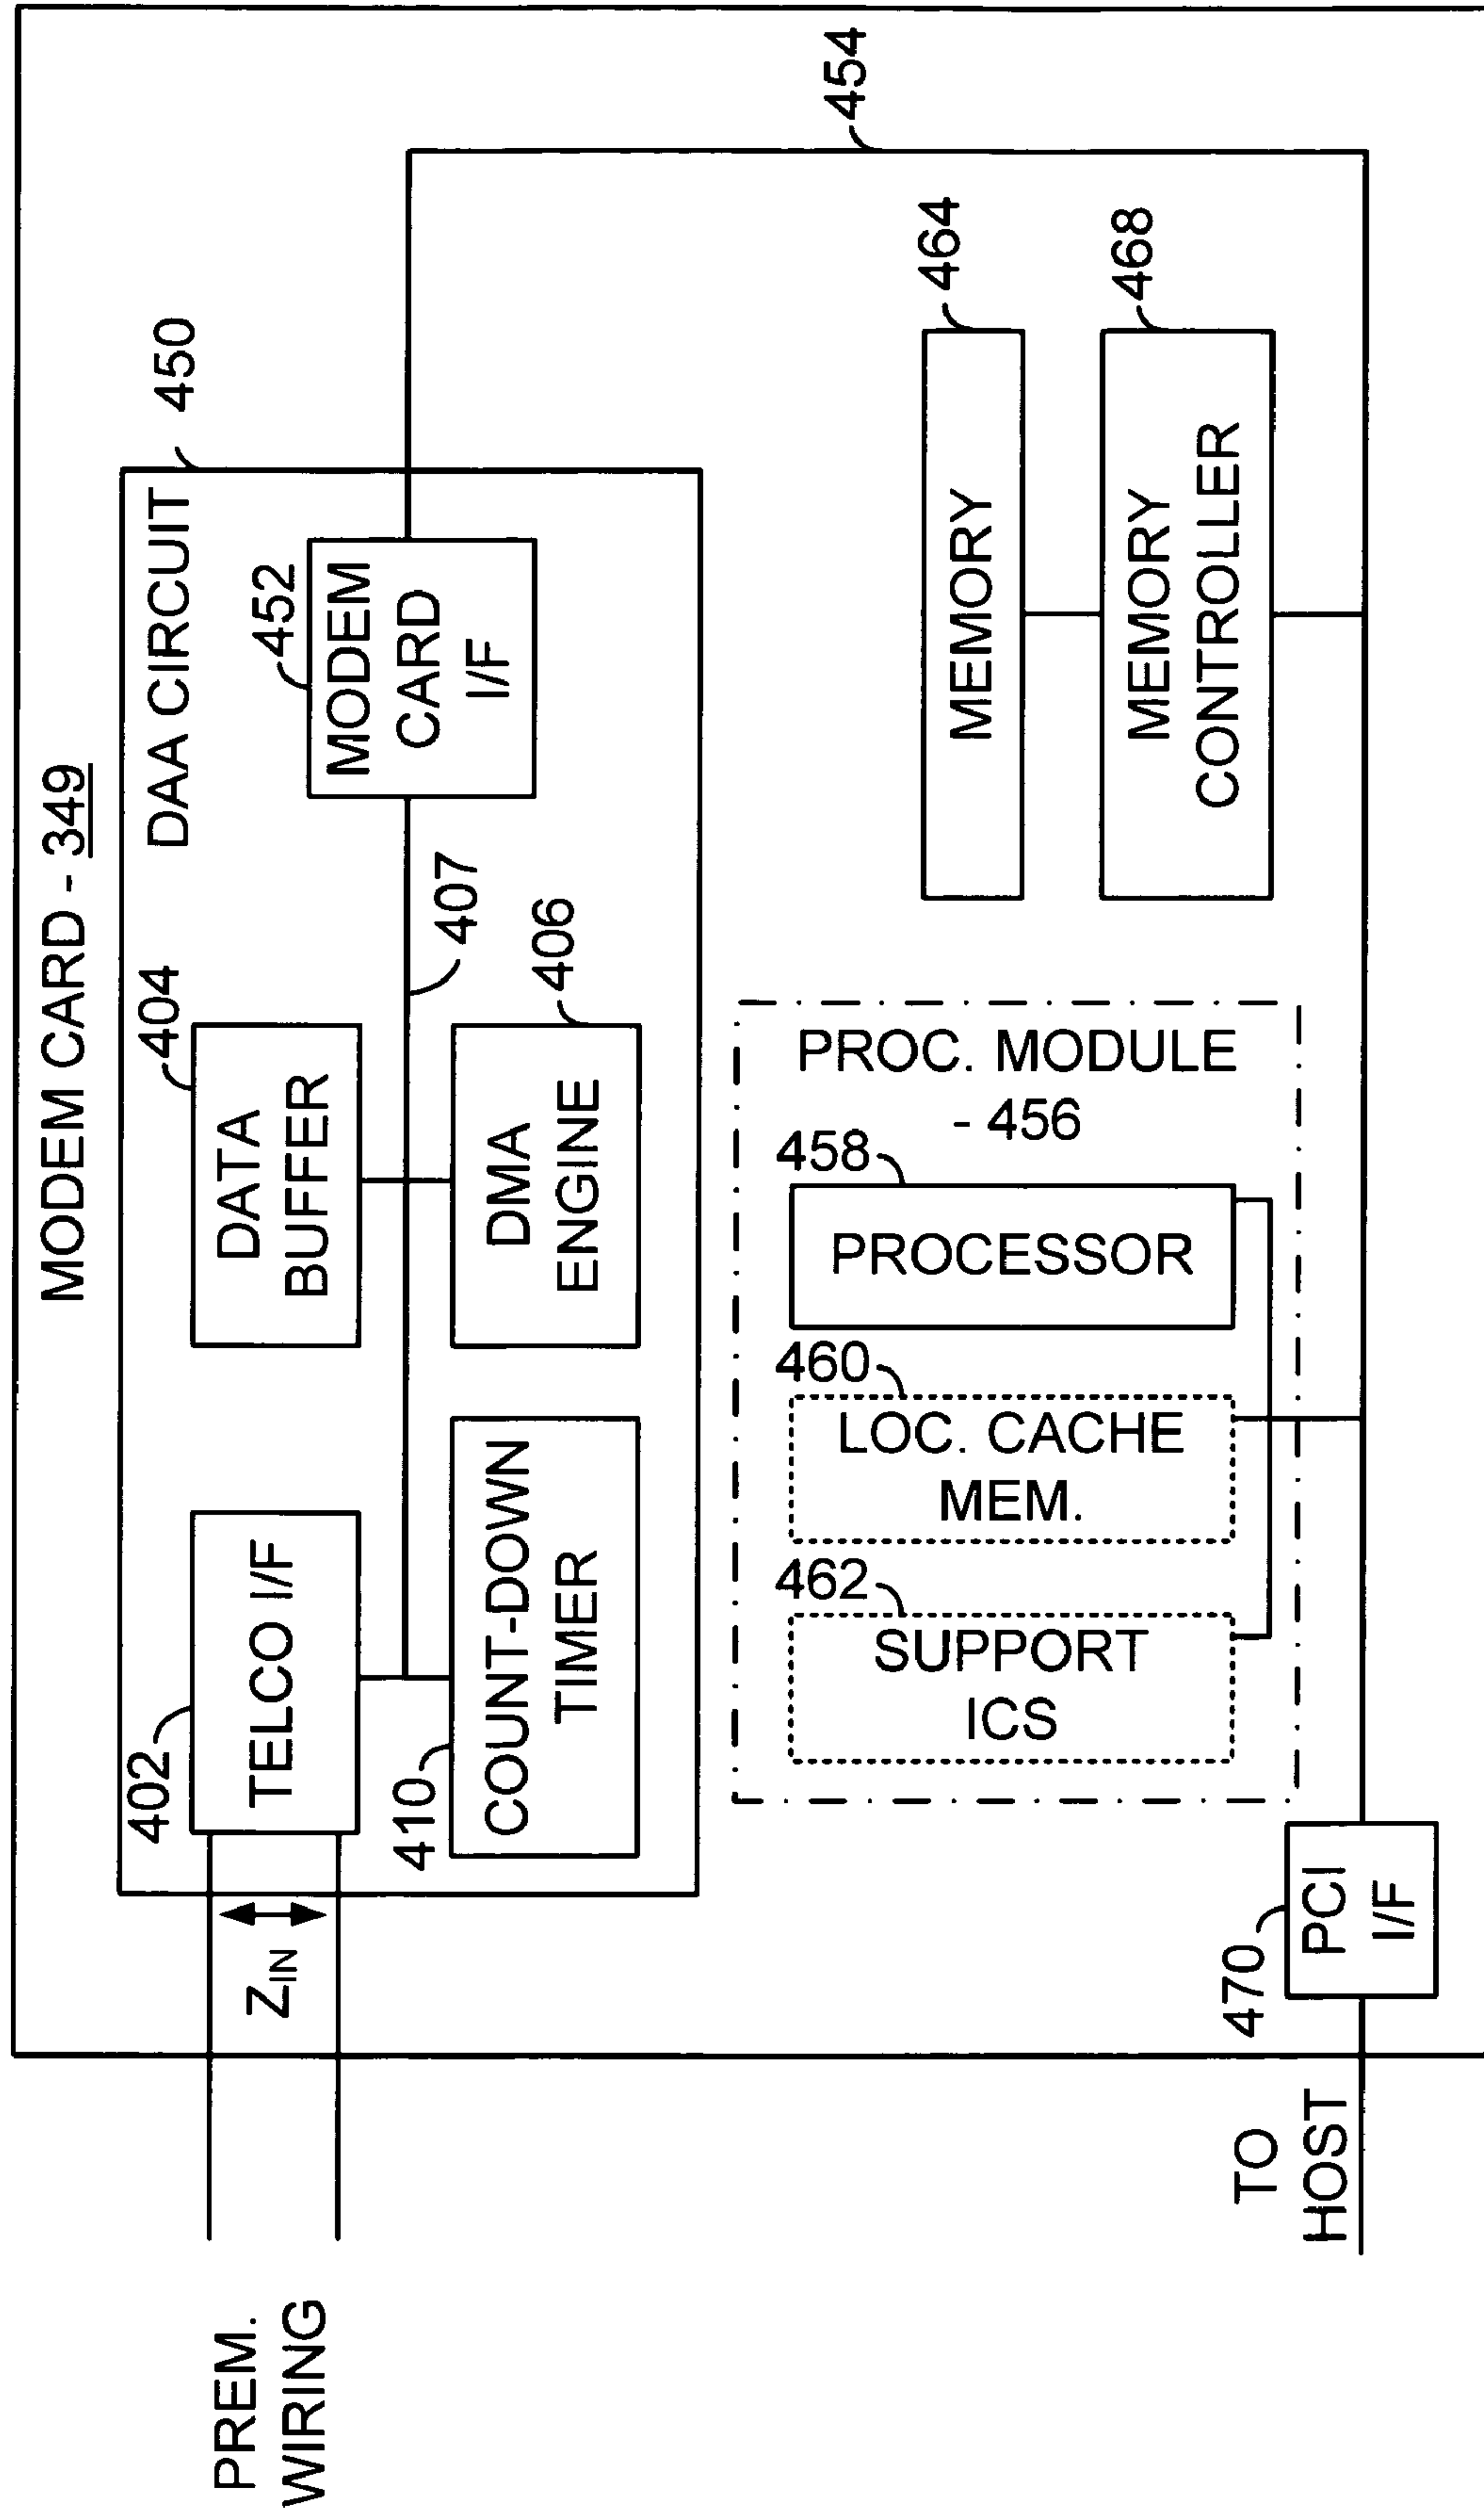 MODEM CARD - 349
450
DAA CIRCUIT
404
DATA
BUFFER
402
TELCO I/F
452
MODEM
CARD
I/F
407
406
DMA
ENGINE
410
COUNT-DOWN
TIMER
ZIN
PREM.
WIRING
454
464
MEMORY
468
MEMORY
CONTROLLER
PROC. MODULE
- 456
458
PROCESSOR
460
LOC. CACHE
MEM.
462
SUPPORT
ICS
470
PCI
I/F
TO
HOST